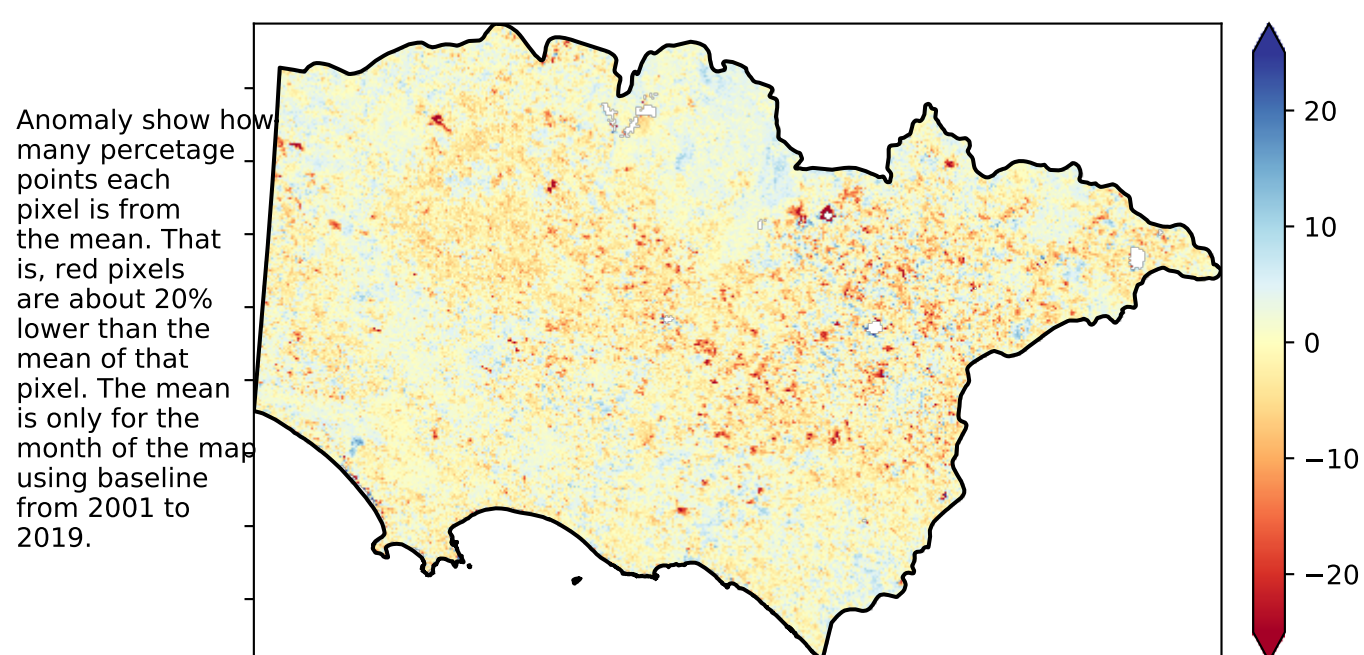 Anomaly show how
many percetage
points each
pixel is from
the mean. That
is, red pixels
are about 20%
lower than the
mean of that
pixel. The mean
is only for the
month of the map
using baseline
from 2001 to
2019.
20
10
0
−10
−20